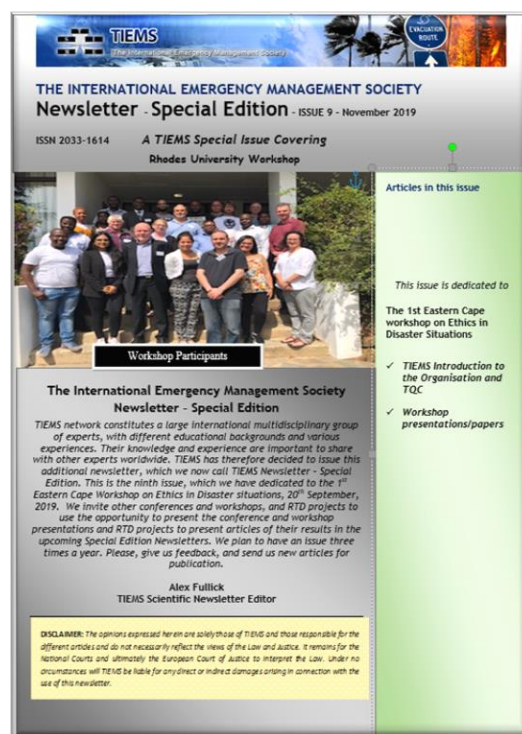 TIEMS
The International Emergency Management Society
EVACUATION
ROUTE
THE INTERNATIONAL EMERGENCY MANAGEMENT SOCIETY
Newsletter - Special Edition - ISSUE 9 - November 2019
ISSN 2033-1614 A TIEMS Special Issue Covering
Rhodes University Workshop
Workshop Participants
The International Emergency Management Society
Newsletter – Special Edition
TIEMS network constitutes a large international multidisciplinary group
of experts, with different educational backgrounds and various
experiences. Their knowledge and experience are important to share
with other experts worldwide. TIEMS has therefore decided to issue this
additional newsletter, which we now call TIEMS Newsletter – Special
Edition. This is the ninth issue, which we have dedicated to the 1st
Eastern Cape Workshop on Ethics in Disaster situations, 20th September,
2019. We invite other conferences and workshops, and RTD projects to
use the opportunity to present the conference and workshop
presentations and RTD projects to present articles of their results in the
upcoming Special Edition Newsletters. We plan to have an issue three
times a year. Please, give us feedback, and send us new articles for
publication.
Alex Fullick
TIEMS Scientific Newsletter Editor
DISCLAIMER: The opinions expressed herein are solely those of TIEMS and those responsible for the
different articles and do not necessarily reflect the views of the Law and Justice. It remains for the
National Courts and ultimately the European Court of Justice to interpret the Law. Under no
circumstances will TIEMS be liable for any direct or indirect damages arising in connection with the
use of this newsletter.
Articles in this issue
This issue is dedicated to
The 1st Eastern Cape
workshop on Ethics in
Disaster Situations
✓ TIEMS Introduction to
the Organisation and
TQC
✓ Workshop
presentations/papers